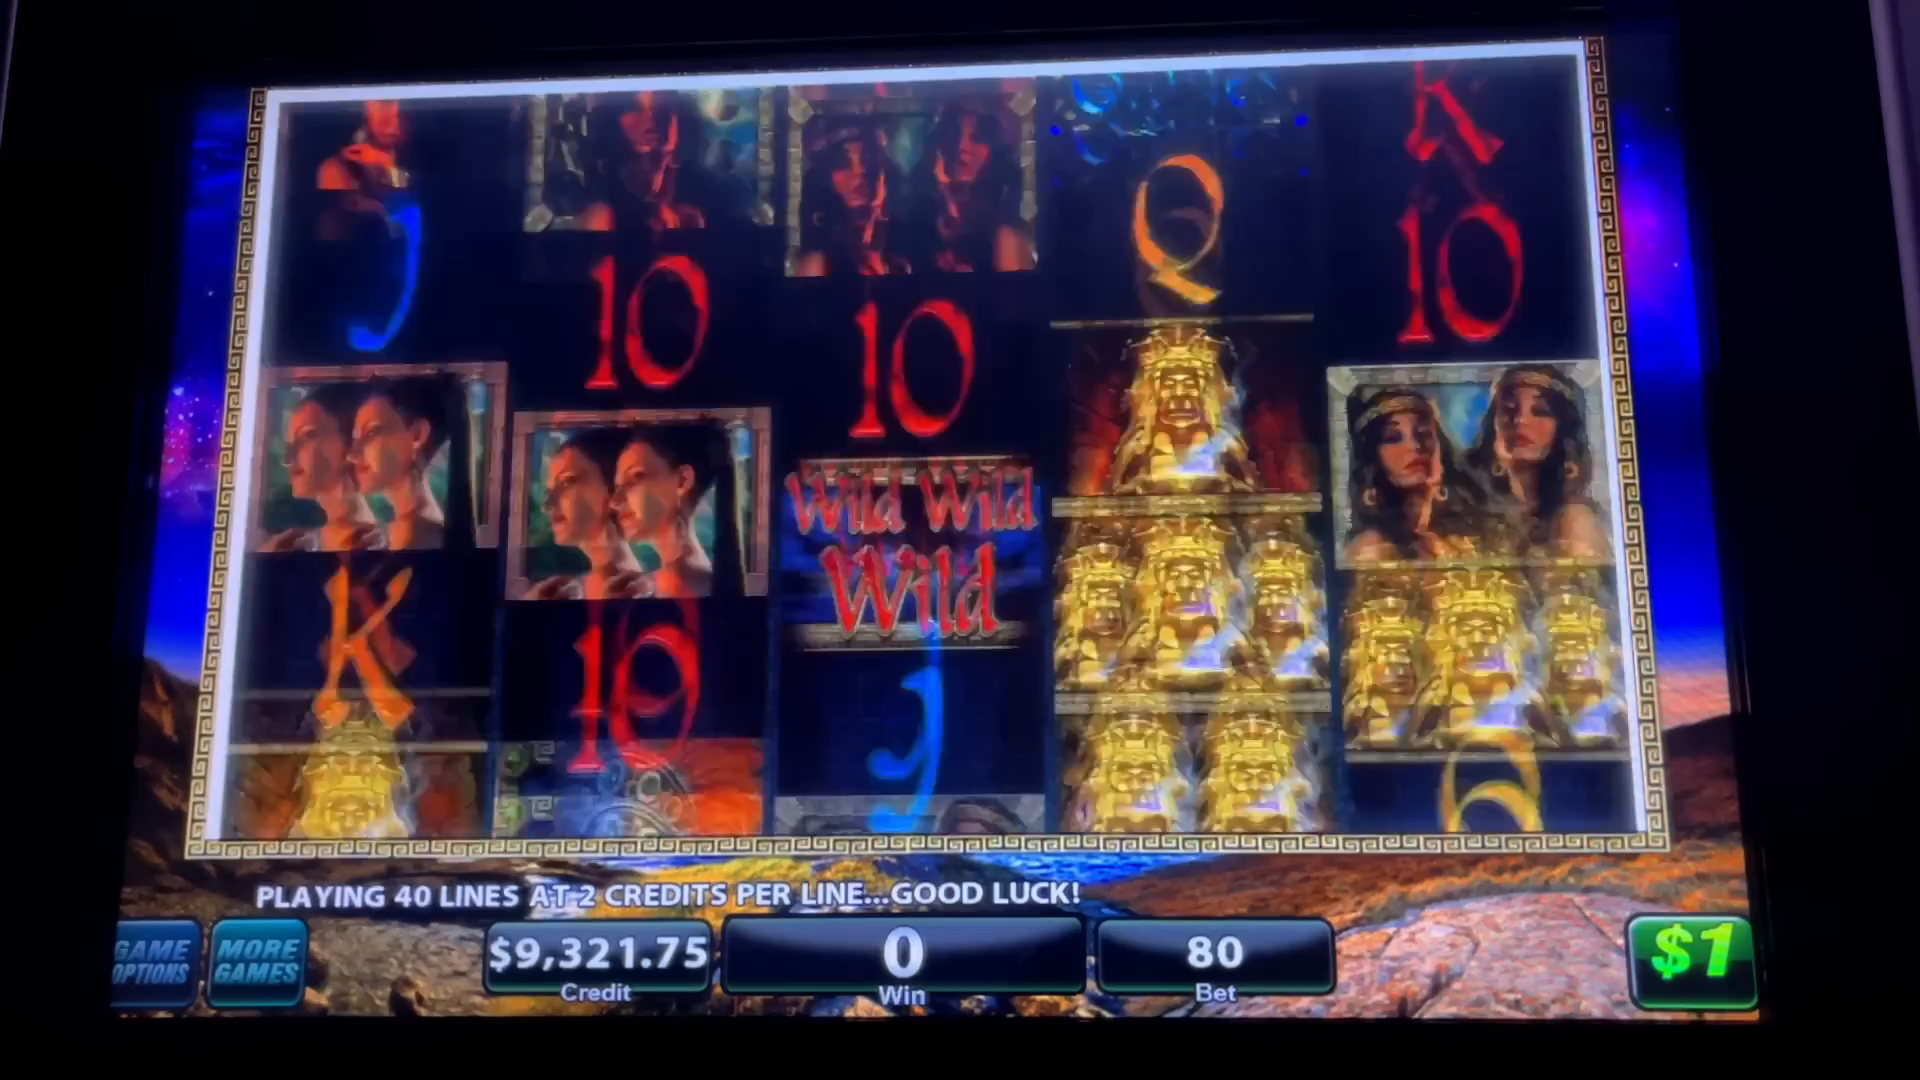 K
Q
J
10
10
10
Wild Wild
Wild
K
10
J
Q
PLAYING 40 LINES AT 2 CREDITS PER LINE...GOOD LUCK!
GAME OPTIONS
MORE GAMES
$9,321.75
Credit
0
Win
80
Bet
$1